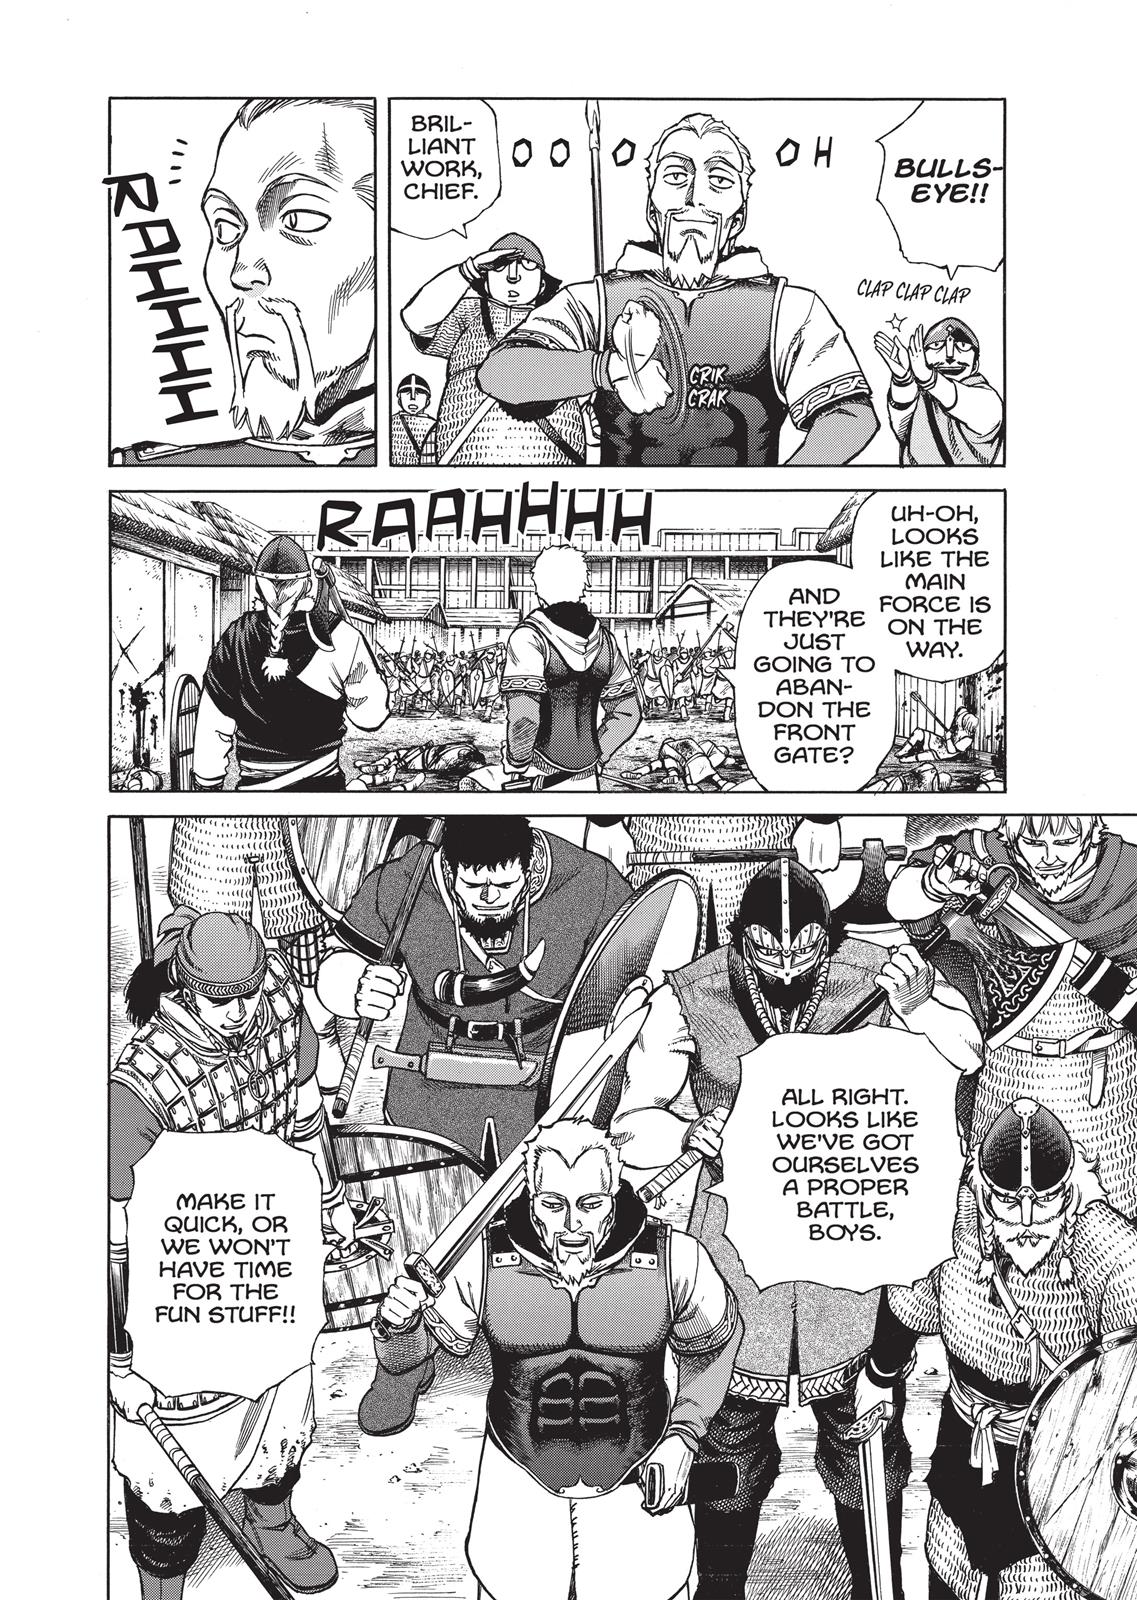 BULLS-
EYE!!
OOOOH
CLAP CLAP CLAP
CRIK
CRAK
BRIL-
LIANT
WORK,
CHIEF.
RAHHHH
UH-OH,
LOOKS
LIKE THE
MAIN
FORCE IS
ON THE
WAY.
AND
THEY'RE
JUST
GOING TO
ABAN-
DON THE
FRONT
GATE?
RAAHHHH
ALL RIGHT.
LOOKS LIKE
WE'VE GOT
OURSELVES
A PROPER
BATTLE,
BOYS.
MAKE IT
QUICK, OR
WE WON'T
HAVE TIME
FOR THE
FUN STUFF!!